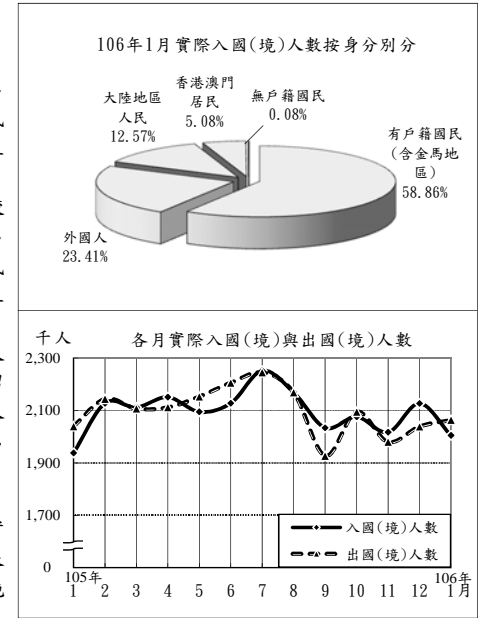 106年1月實際入國(境)人數按身分別分
香港澳門
居民
5.08%
大陸地區
人民
12.57%
無戶籍國民
0.08%
有戶籍國民
(含金馬地
區)
58.86%
外國人
23.41%
千人
各月實際入國(境)與出國(境)人數
2,300
2,100
1,900
1,700
0
入國(境)人數
出國(境)人數
105年
106年
1 2 3 4 5 6 7 8 9 10 11 12 1月